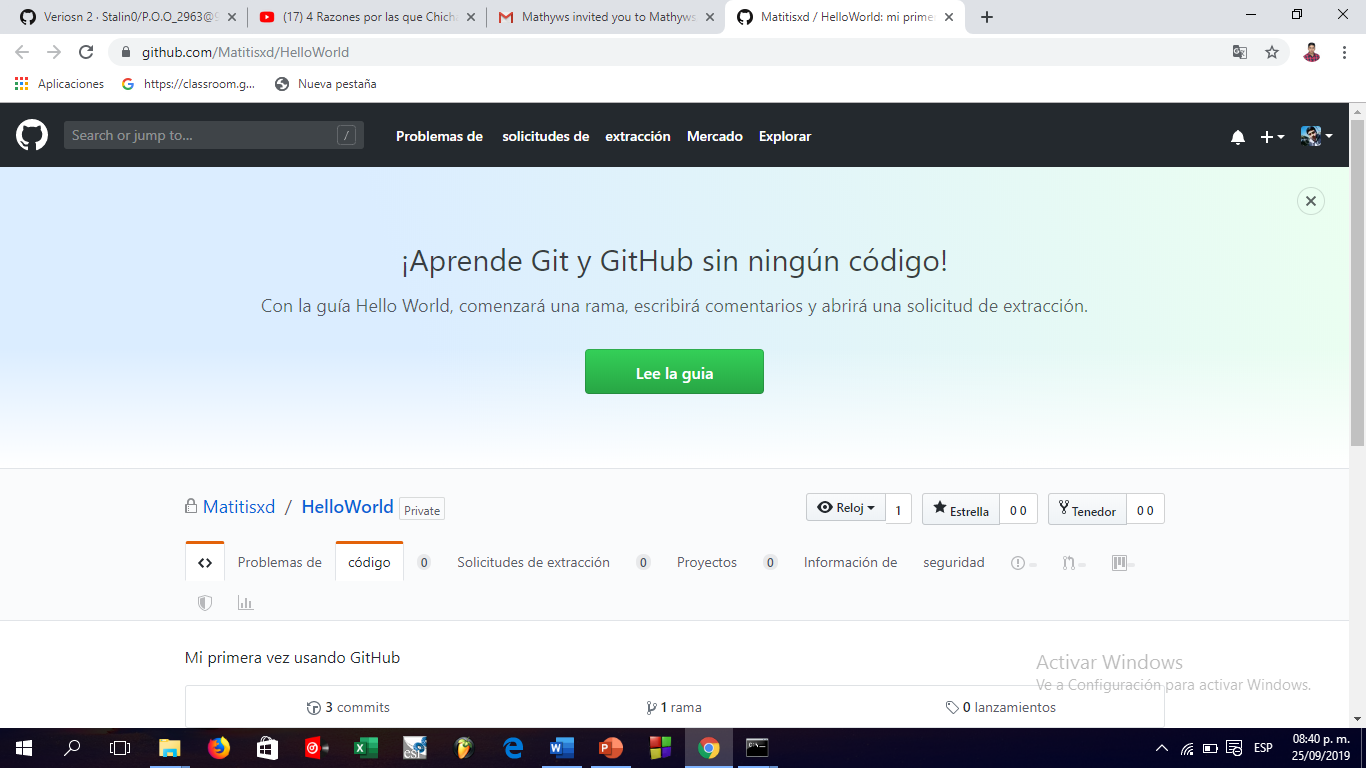 Veriosn 2 · Stalin0/P.O.O_2963@9
(17) 4 Razones por las que Chich
Mathyws invited you to Mathyws
Matitisxd / HelloWorld: mi prime
github.com/Matitisxd/HelloWorld
Aplicaciones
https://classroom.g...
Nueva pestaña
Search or jump to...
/
Problemas de
solicitudes de
extracción
Mercado
Explorar
¡Aprende Git y GitHub sin ningún código!
Con la guía Hello World, comenzará una rama, escribirá comentarios y abrirá una solicitud de extracción.
Lee la guia
Matitisxd / HelloWorld
Private
Reloj
1
Estrella
0 0
Tenedor
0 0
Problemas de
código
0
Solicitudes de extracción
0
Proyectos
0
Información de
seguridad
Mi primera vez usando GitHub
Activar Windows
Ve a Configuración para activar Windows.
3 commits
1 rama
0 lanzamientos
ESP
08:40 p. m.
25/09/2019